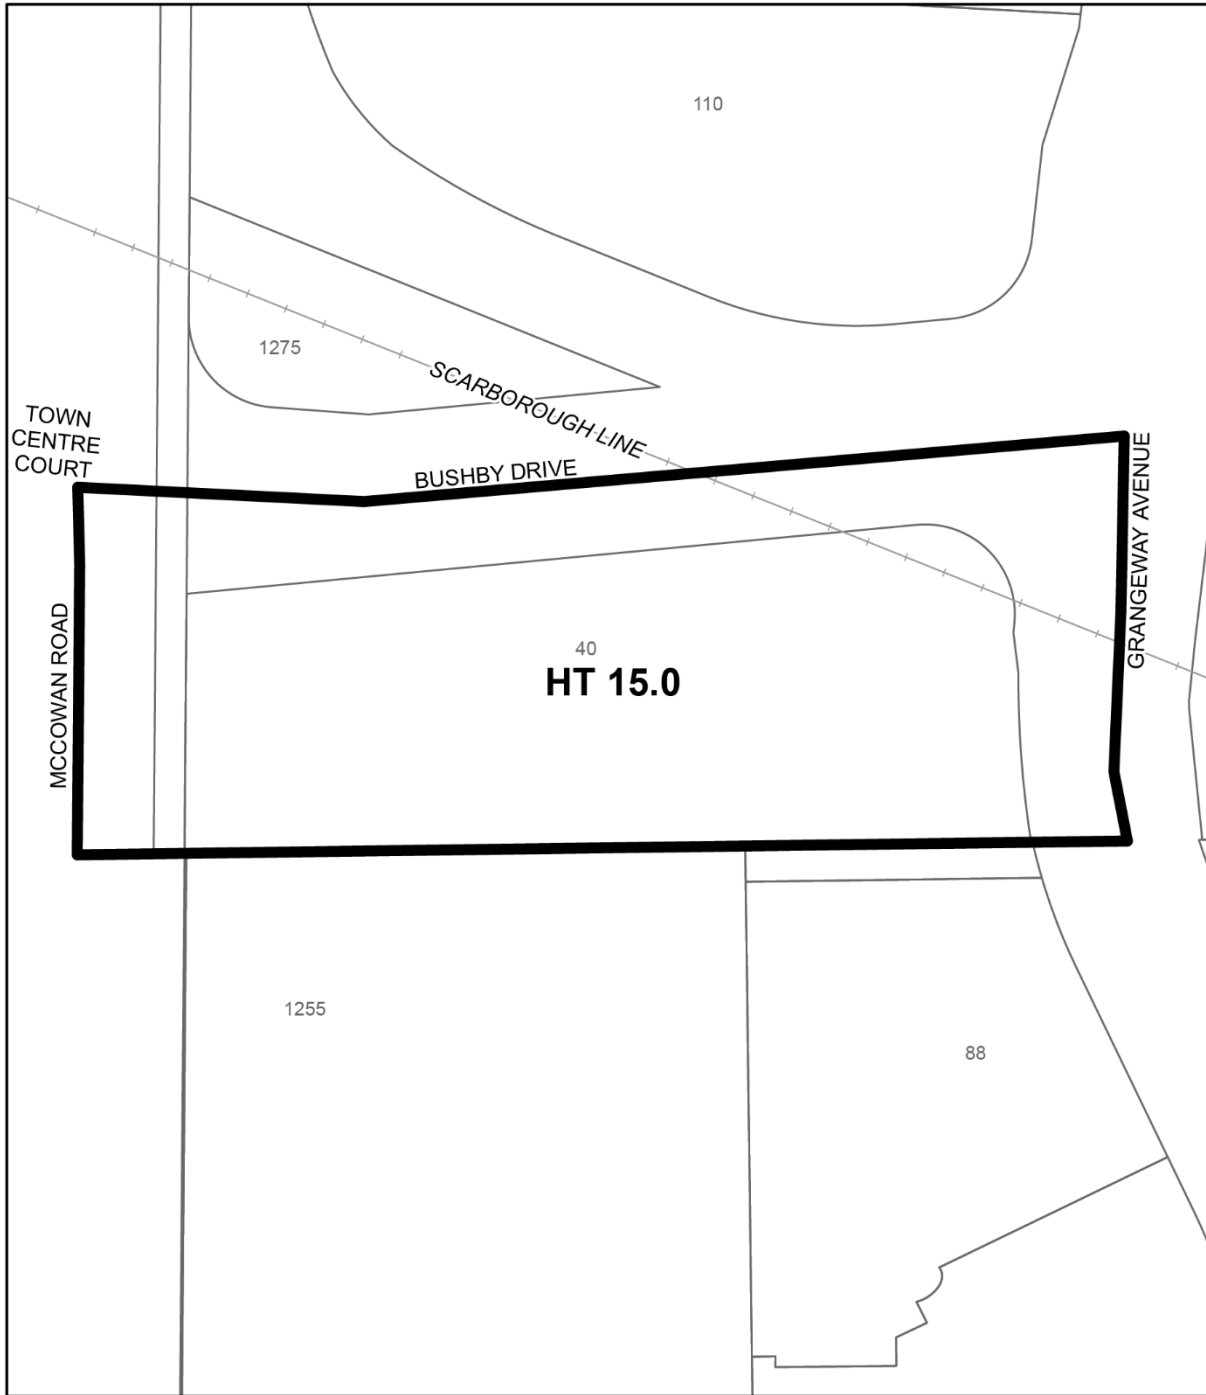 110
1275
SCARBOROUGH LINE
TOWN
CENTRE
COURT
BUSHBY DRIVE
GRANGEWAY AVENUE
MCCOWAN ROAD
40
HT 15.0
1255
88